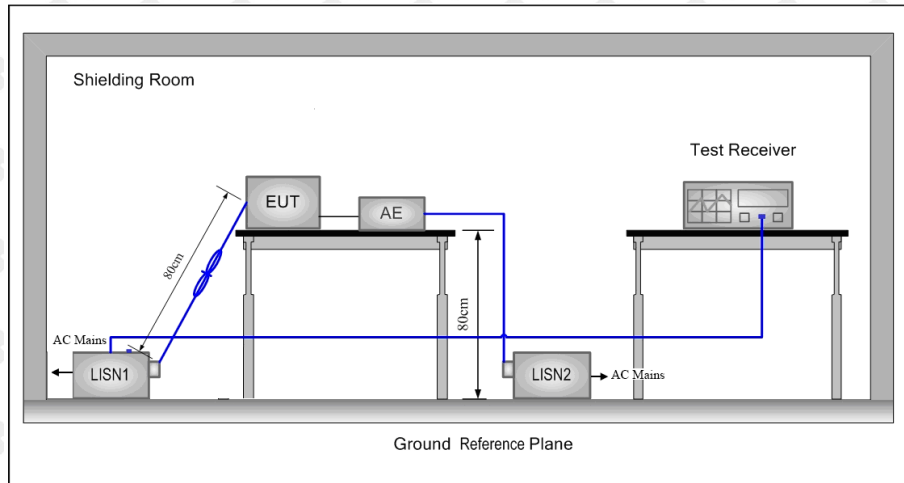 Shielding Room
Test Receiver
EUT
AE
80cm
80cm
AC Mains
LISN1
LISN2
AC Mains
Ground Reference Plane